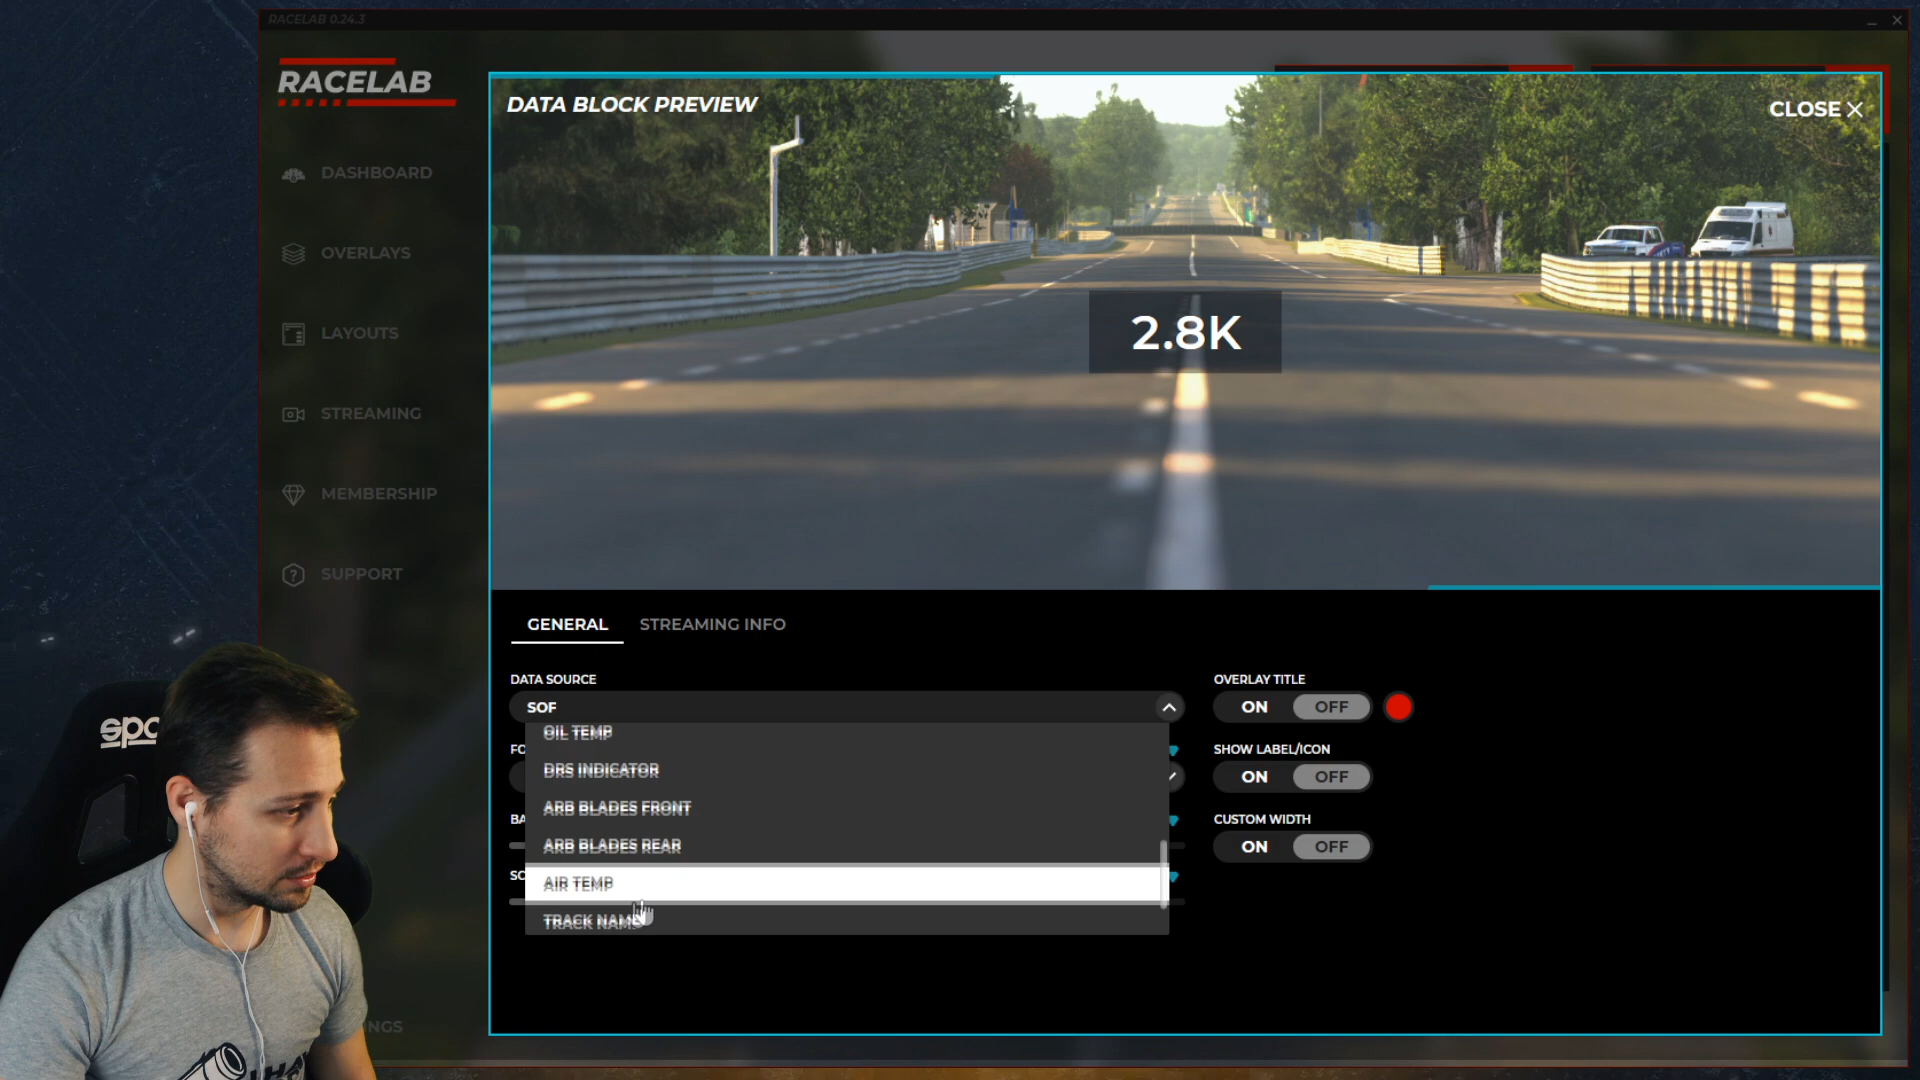 RACELAB 0.24.3
RACELAB
DATA BLOCK PREVIEW
CLOSE
DASHBOARD
OVERLAYS
LAYOUTS
STREAMING
MEMBERSHIP
SUPPORT
2.8K
GENERAL
STREAMING INFO
DATA SOURCE
SOF
OIL TEMP
DRS INDICATOR
ARB BLADES FRONT
ARB BLADES REAR
AIR TEMP
TRACK NAME
OVERLAY TITLE
ON OFF
SHOW LABEL/ICON
ON OFF
CUSTOM WIDTH
ON OFF